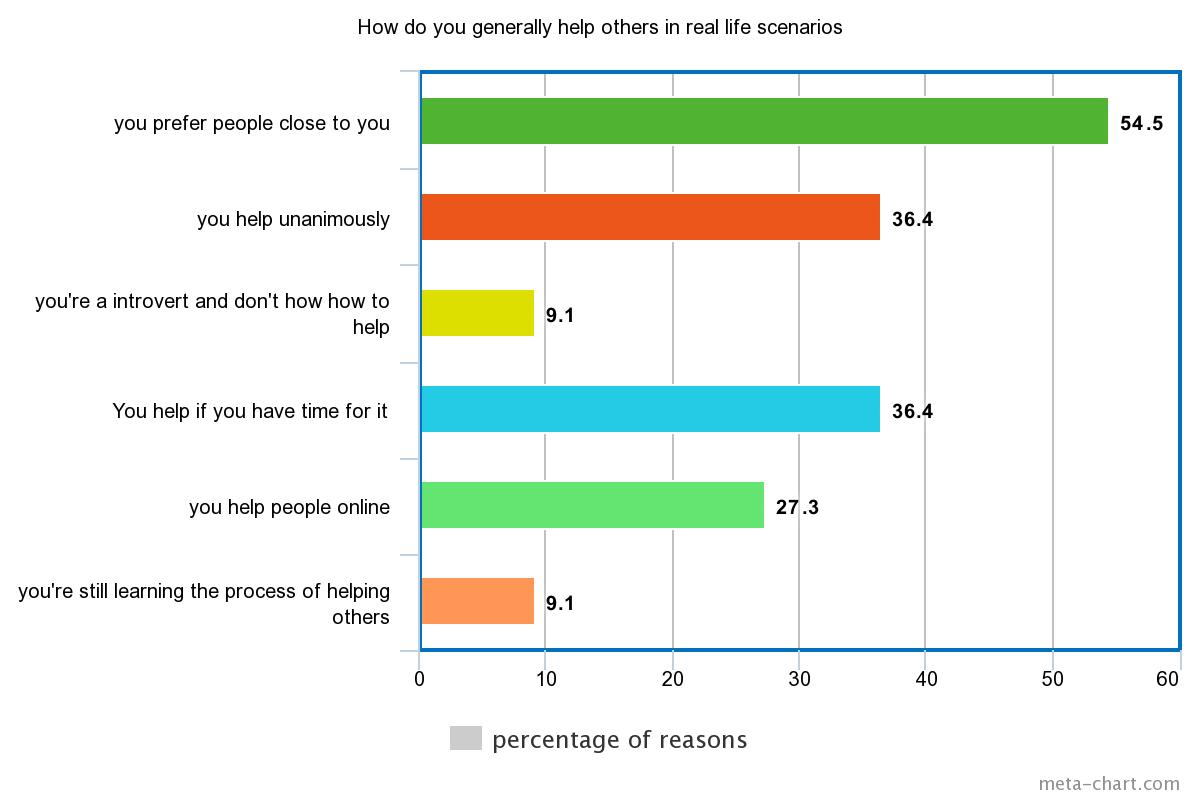 How do you generally help others in real life scenarios
you prefer people close to you
54.5
you help unanimously
36.4
you're a introvert and don't how how to
help
9.1
You help if you have time for it
36.4
you help people online
27.3
you're still learning the process of helping
others
9.1
0 10 20 30 40 50 60
percentage of reasons
meta-chart.com